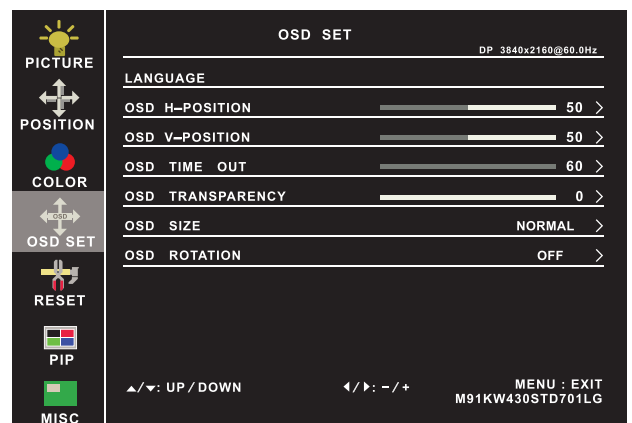 OSD SET
DP 3840x2160@60.0Hz
PICTURE
POSITION
COLOR
OSD
OSD SET
RESET
PIP
MISC
LANGUAGE
OSD H–POSITION 50 >
OSD V–POSITION 50 >
OSD TIME OUT 60 >
OSD TRANSPARENCY 0 >
OSD SIZE NORMAL >
OSD ROTATION OFF >
▲/▼: UP/DOWN ◀/▶: –/+ MENU : EXIT
M91KW430STD701LG